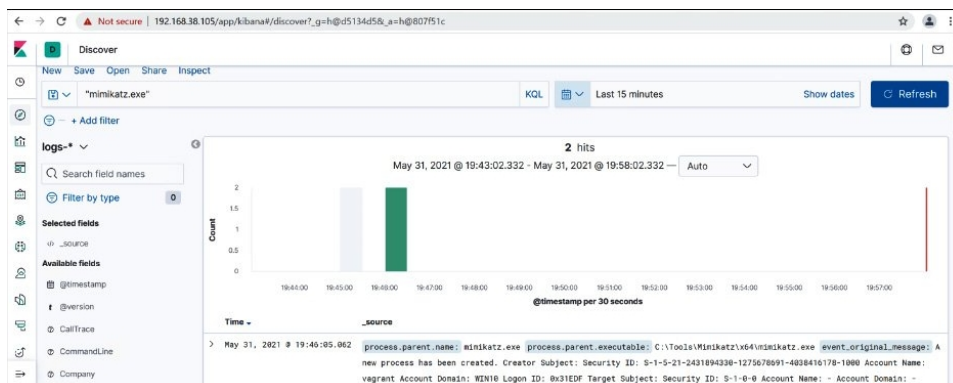 Not secure | 192.168.38.105/app/kibana#/discover?_g=h@d5134d5&_a=h@807f51c
D Discover
New Save Open Share Inspect
"mimikatz.exe" KQL Last 15 minutes Show dates Refresh
+ Add filter
logs-*
2 hits
May 31, 2021 @ 19:43:02.332 - May 31, 2021 @ 19:58:02.332 — Auto
Search field names
Filter by type 0
Selected fields
</> _source
Available fields
@timestamp
t @version
? CallTrace
? CommandLine
? Company
Count
2
1.5
1
0.5
0
19:44:00 19:45:00 19:46:00 19:47:00 19:48:00 19:49:00 19:50:00 19:51:00 19:52:00 19:53:00 19:54:00 19:55:00 19:56:00 19:57:00
@timestamp per 30 seconds
Time _source
> May 31, 2021 @ 19:46:05.062 process.parent.name: mimikatz.exe process.parent.executable: C:\Tools\Mimikatz\x64\mimikatz.exe event_original_message: A
new process has been created. Creator Subject: Security ID: S-1-5-21-2431894330-1275678691-4038416178-1000 Account Name:
vagrant Account Domain: WIN10 Logon ID: 0x31EDF Target Subject: Security ID: S-1-0-0 Account Name: - Account Domain: -